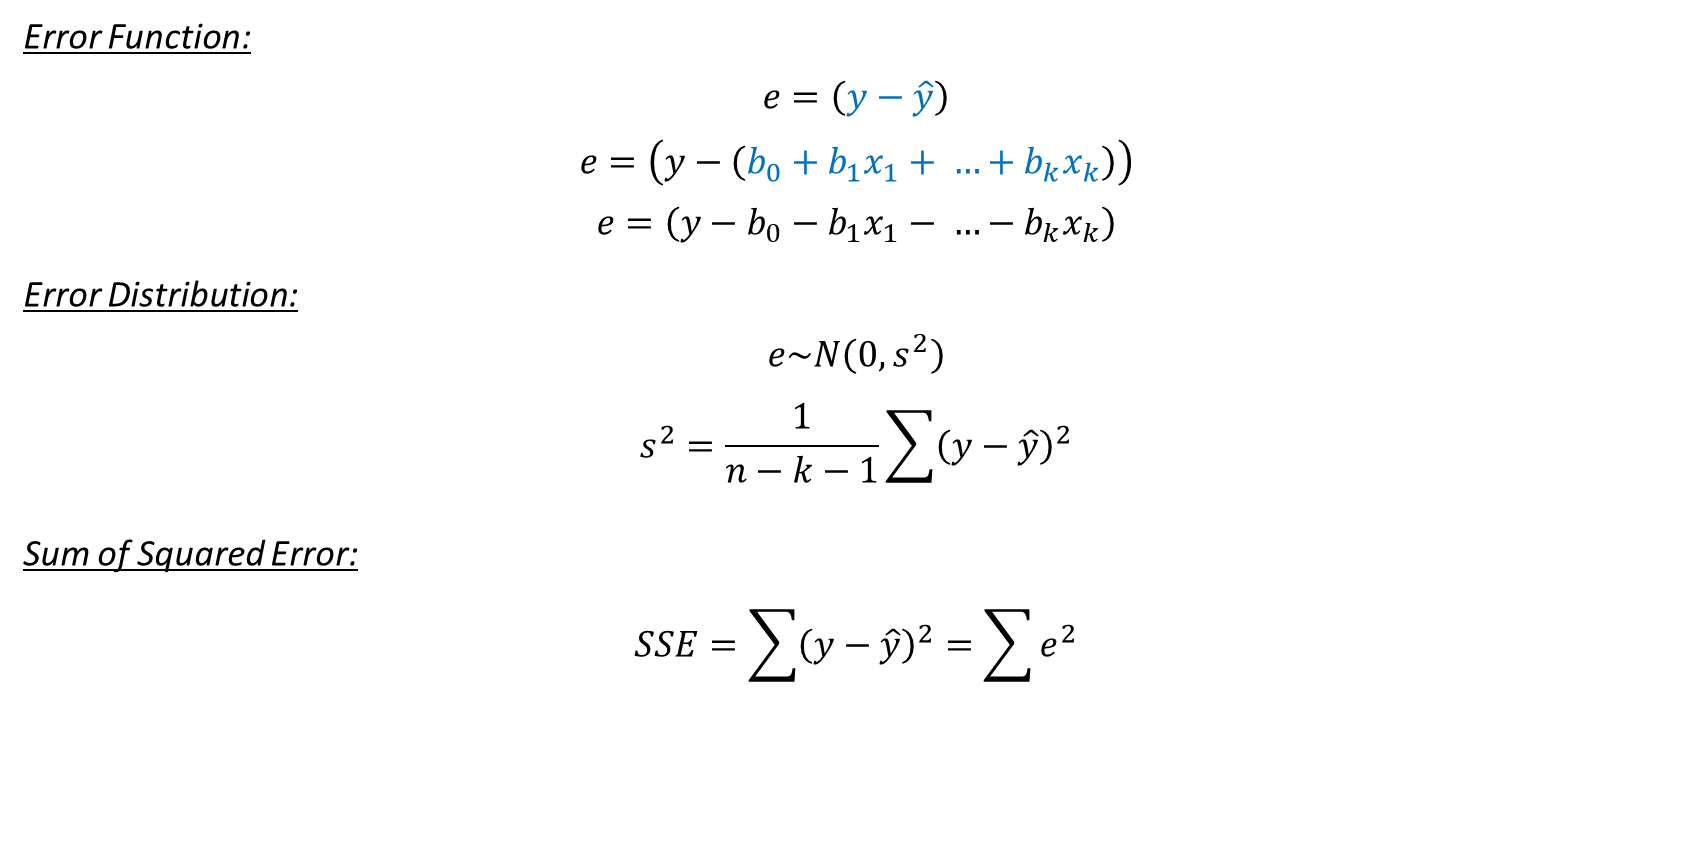 Error Function:
e = (y − ŷ)
e = (y − (b₀ + b₁x₁ + … + bₖxₖ))
e = (y − b₀ − b₁x₁ − … − bₖxₖ)
Error Distribution:
e~N(0, s²)
s² = 1/(n − k − 1) ∑(y − ŷ)²
Sum of Squared Error:
SSE = ∑(y − ŷ)² = ∑ e²